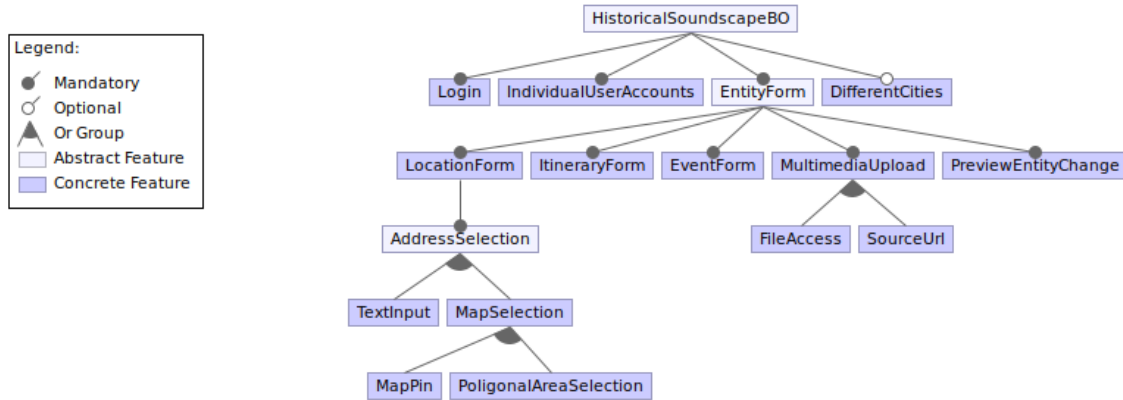 HistoricalSoundscapeBO
Legend:
Mandatory
Optional
Or Group
Abstract Feature
Concrete Feature
Login
IndividualUserAccounts
EntityForm
DifferentCities
LocationForm
ItineraryForm
EventForm
MultimediaUpload
PreviewEntityChange
AddressSelection
FileAccess
SourceUrl
TextInput
MapSelection
MapPin
PoligonalAreaSelection